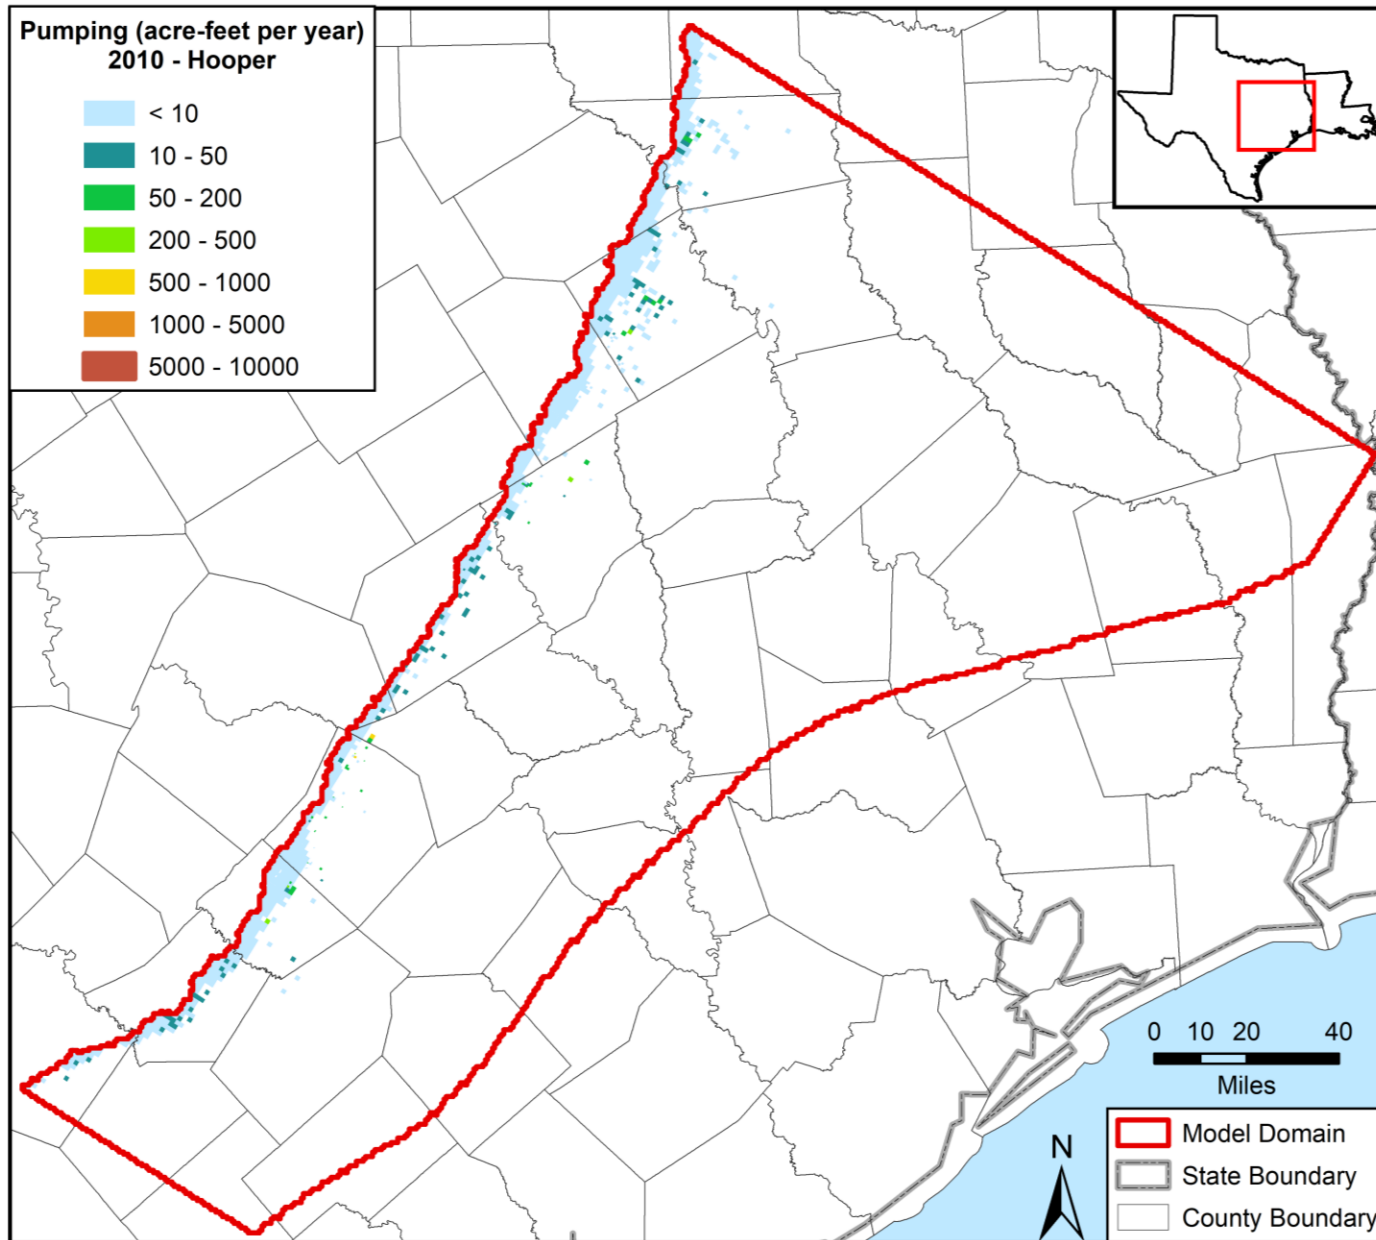 Pumping (acre-feet per year)
2010 - Hooper
< 10
10 - 50
50 - 200
200 - 500
500 - 1000
1000 - 5000
5000 - 10000
0 10 20 40
Miles
N
Model Domain
State Boundary
County Boundary